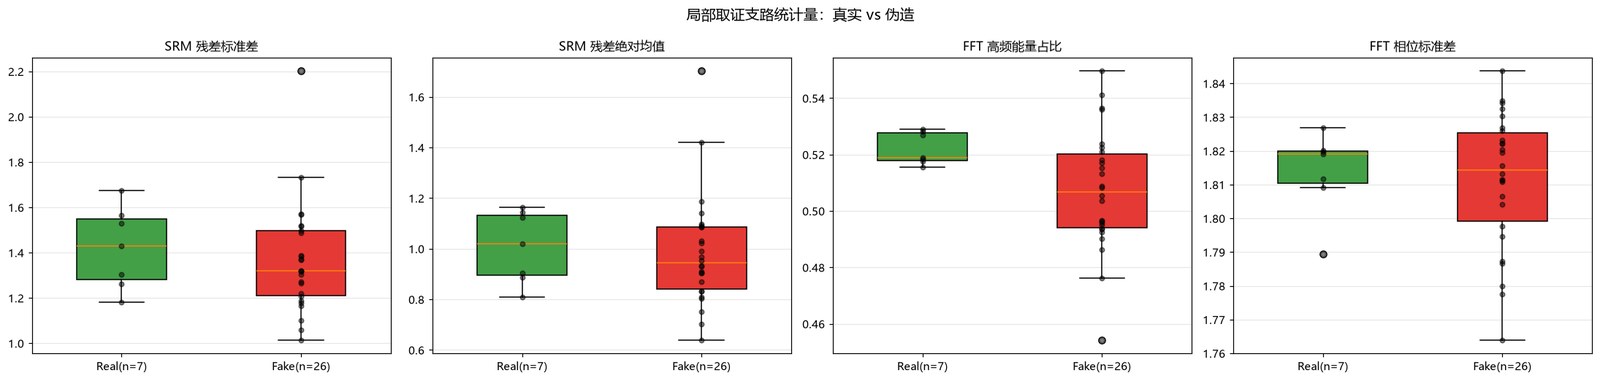 局部取证支路统计量：真实 vs 伪造
SRM 残差标准差
2.2
2.0
1.8
1.6
1.4
1.2
1.0
Real(n=7)
Fake(n=26)
SRM 残差绝对均值
1.6
1.4
1.2
1.0
0.8
0.6
Real(n=7)
Fake(n=26)
FFT 高频能量占比
0.54
0.52
0.50
0.48
0.46
Real(n=7)
Fake(n=26)
FFT 相位标准差
1.84
1.83
1.82
1.81
1.80
1.79
1.78
1.77
1.76
Real(n=7)
Fake(n=26)